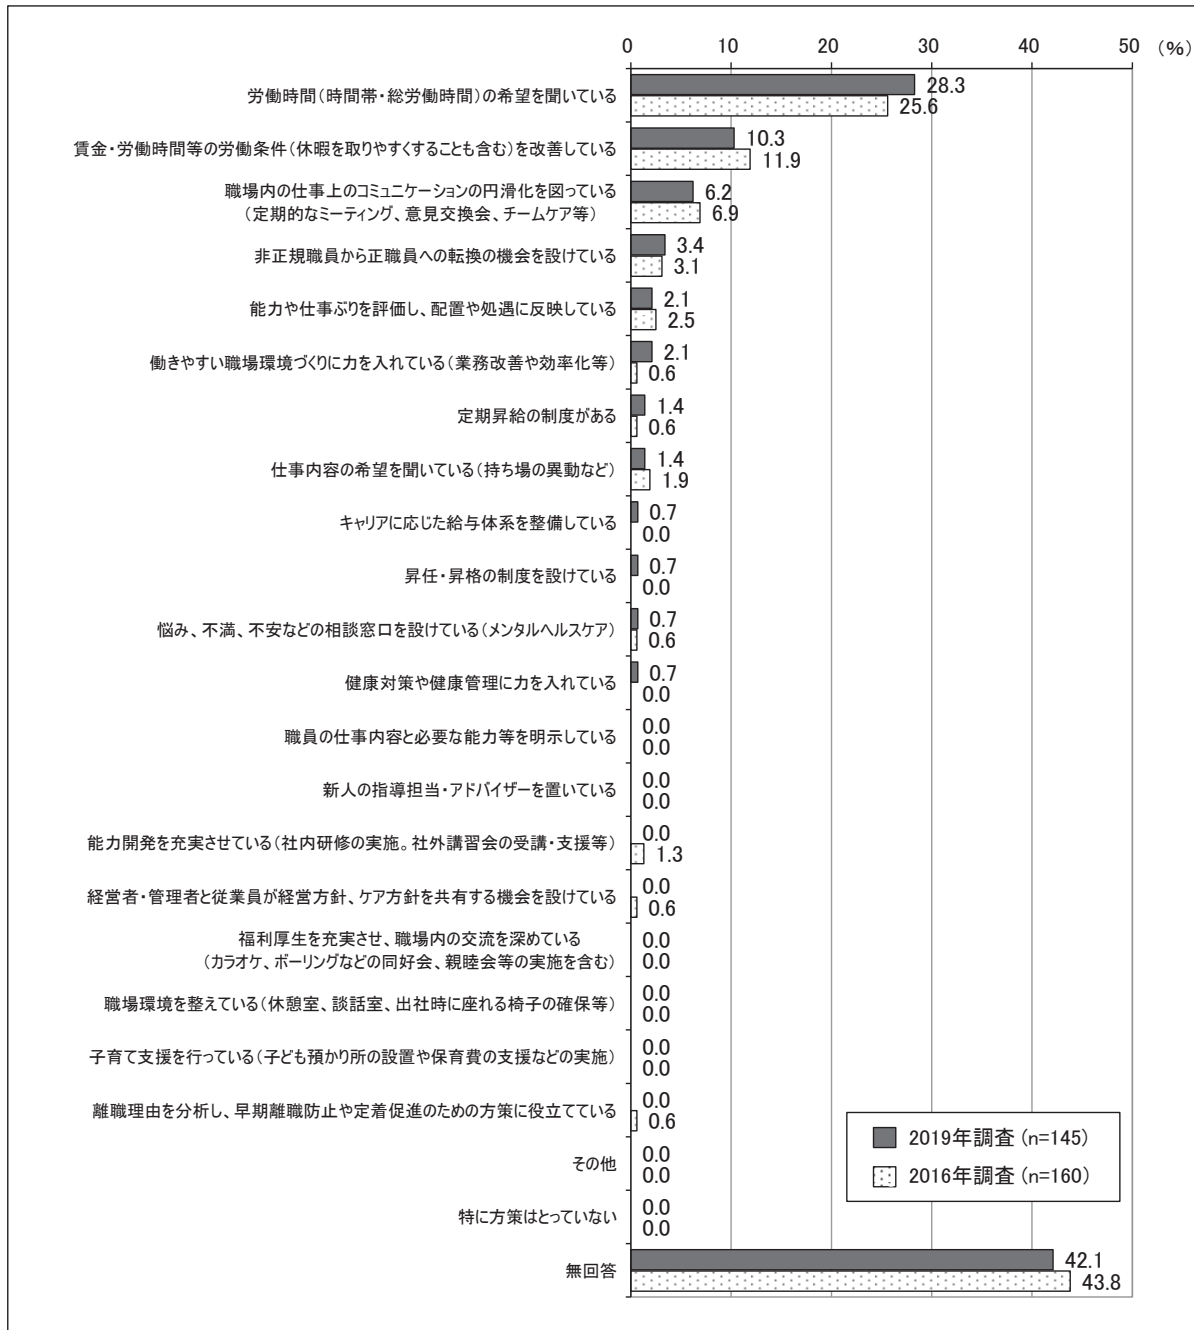 0 10 20 30 40 50 (%)
労働時間(時間帯・総労働時間)の希望を聞いている
28.3
25.6
賃金・労働時間等の労働条件(休暇を取りやすくすることも含む)を改善している
10.3
11.9
職場内の仕事上のコミュニケーションの円滑化を図っている
(定期的なミーティング、意見交換会、チームケア等)
6.2
6.9
非正規職員から正職員への転換の機会を設けている
3.4
3.1
能力や仕事ぶりを評価し、配置や処遇に反映している
2.1
2.5
働きやすい職場環境づくりに力を入れている(業務改善や効率化等)
2.1
0.6
定期昇給の制度がある
1.4
0.6
仕事内容の希望を聞いている(持ち場の異動など)
1.4
1.9
キャリアに応じた給与体系を整備している
0.7
0.0
昇任・昇格の制度を設けている
0.7
0.0
悩み、不満、不安などの相談窓口を設けている(メンタルヘルスケア)
0.7
0.6
健康対策や健康管理に力を入れている
0.7
0.0
職員の仕事内容と必要な能力等を明示している
0.0
0.0
新人の指導担当・アドバイザーを置いている
0.0
0.0
能力開発を充実させている(社内研修の実施。社外講習会の受講・支援等)
0.0
1.3
経営者・管理者と従業員が経営方針、ケア方針を共有する機会を設けている
0.0
0.6
福利厚生を充実させ、職場内の交流を深めている
(カラオケ、ボーリングなどの同好会、親睦会等の実施を含む)
0.0
0.0
職場環境を整えている(休憩室、談話室、出社時に座れる椅子の確保等)
0.0
0.0
子育て支援を行っている(子ども預かり所の設置や保育費の支援などの実施)
0.0
0.0
離職理由を分析し、早期離職防止や定着促進のための方策に役立てている
0.0
0.6
その他
0.0
0.0
特に方策はとっていない
0.0
0.0
無回答
42.1
43.8
2019年調査 (n=145)
2016年調査 (n=160)